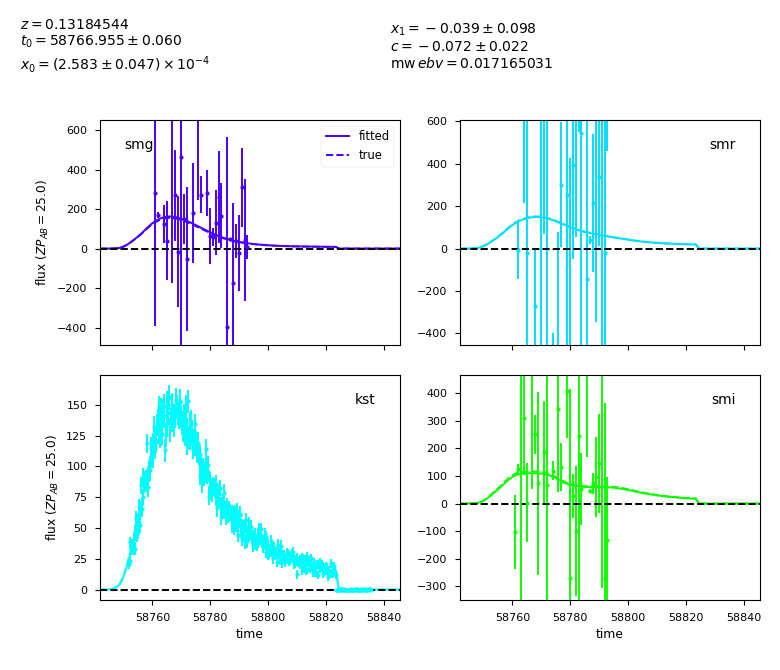 z = 0.13184544
t₀ = 58766.955 ± 0.060
x₀ = (2.583 ± 0.047) × 10⁻⁴
x₁ = −0.039 ± 0.098
c = −0.072 ± 0.022
mw ebv = 0.017165031
600
400
200
0
−200
−400
flux (ZP_AB = 25.0)
smg
fitted
true
600
400
200
0
−200
−400
smr
150
125
100
75
50
25
0
flux (ZP_AB = 25.0)
kst
58760 58780 58800 58820 58840
time
400
300
200
100
0
−100
−200
−300
smi
58760 58780 58800 58820 58840
time